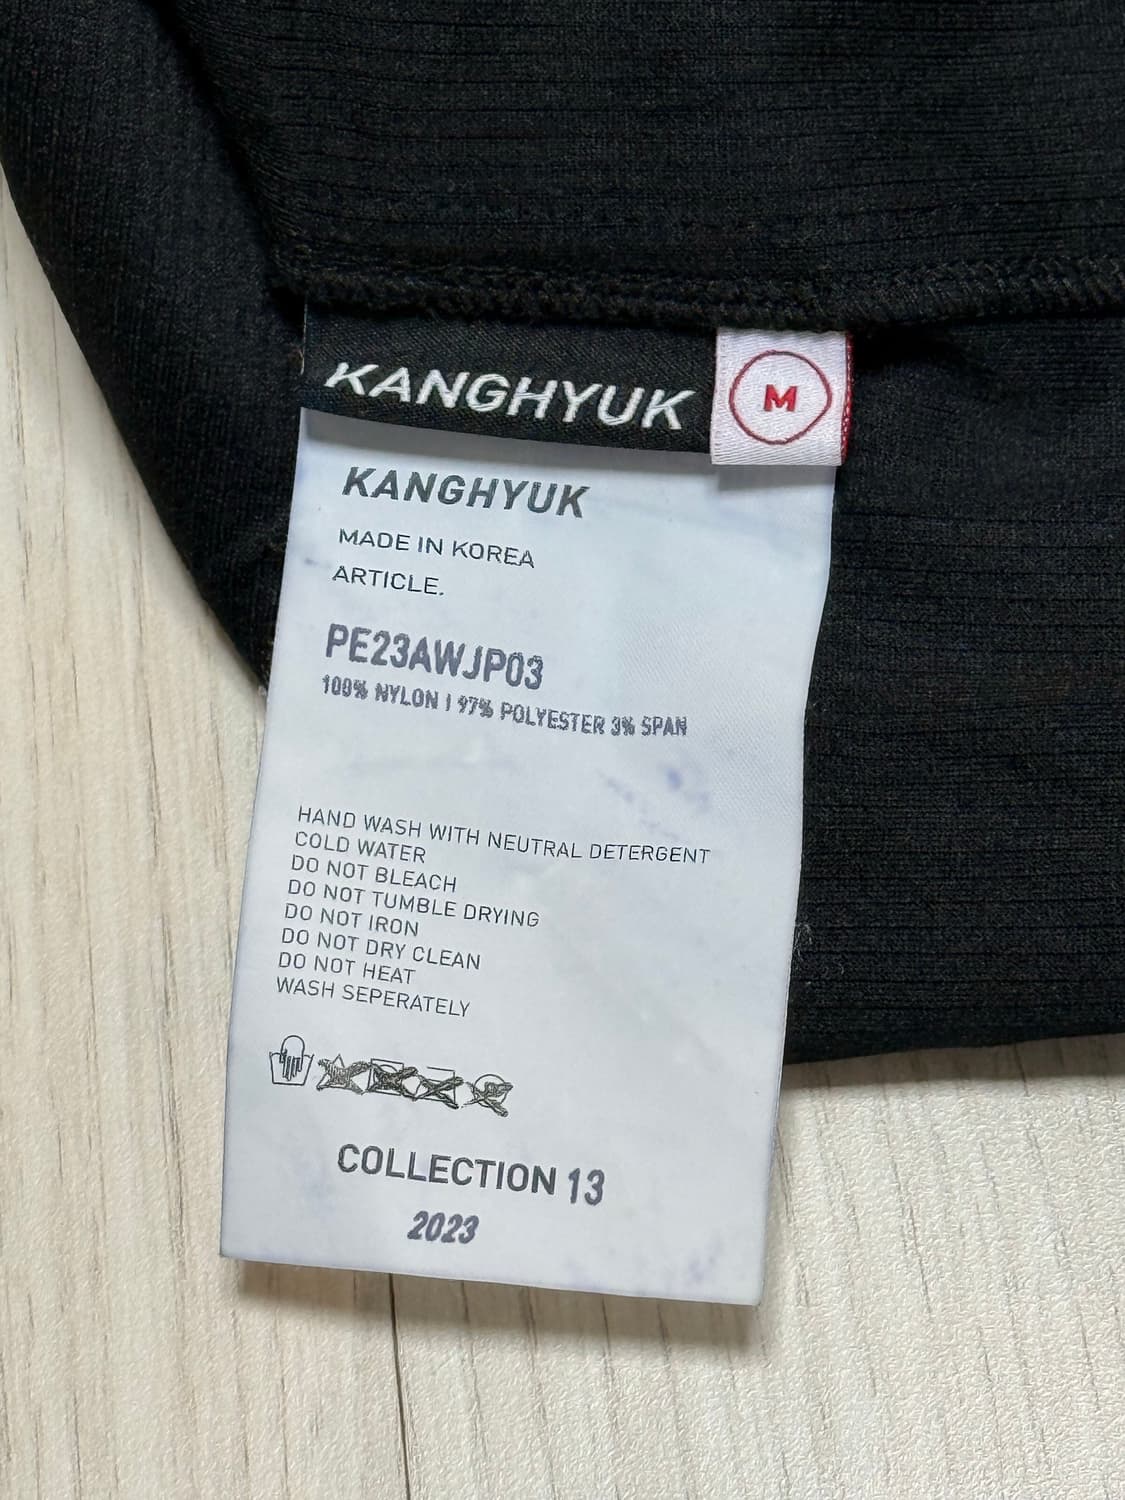 KANGHYUK M
KANGHYUK
MADE IN KOREA
ARTICLE.
PE23AWJP03
100% NYLON | 97% POLYESTER 3% SPAN
HAND WASH WITH NEUTRAL DETERGENT
COLD WATER
DO NOT BLEACH
DO NOT TUMBLE DRYING
DO NOT IRON
DO NOT DRY CLEAN
DO NOT HEAT
WASH SEPERATELY
COLLECTION 13
2023